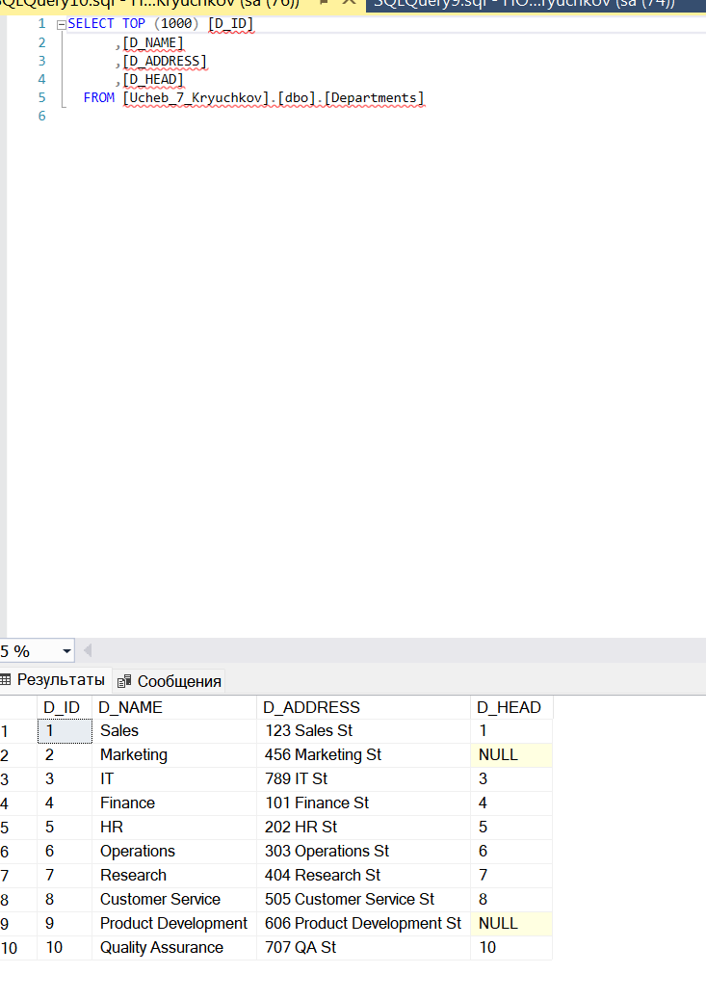 SQLQuery10.sql - H...Kryuchkov (sa (76)) SQLQuery9.sql - HO...ryuchkov (sa (74))
1 SELECT TOP (1000) [D_ID]
2 ,[D_NAME]
3 ,[D_ADDRESS]
4 ,[D_HEAD]
5 FROM [Ucheb_7_Kryuchkov].[dbo].[Departments]
6
5 %
Результаты Сообщения
D_ID D_NAME D_ADDRESS D_HEAD
1 1 Sales 123 Sales St 1
2 2 Marketing 456 Marketing St NULL
3 3 IT 789 IT St 3
4 4 Finance 101 Finance St 4
5 5 HR 202 HR St 5
6 6 Operations 303 Operations St 6
7 7 Research 404 Research St 7
8 8 Customer Service 505 Customer Service St 8
9 9 Product Development 606 Product Development St NULL
10 10 Quality Assurance 707 QA St 10